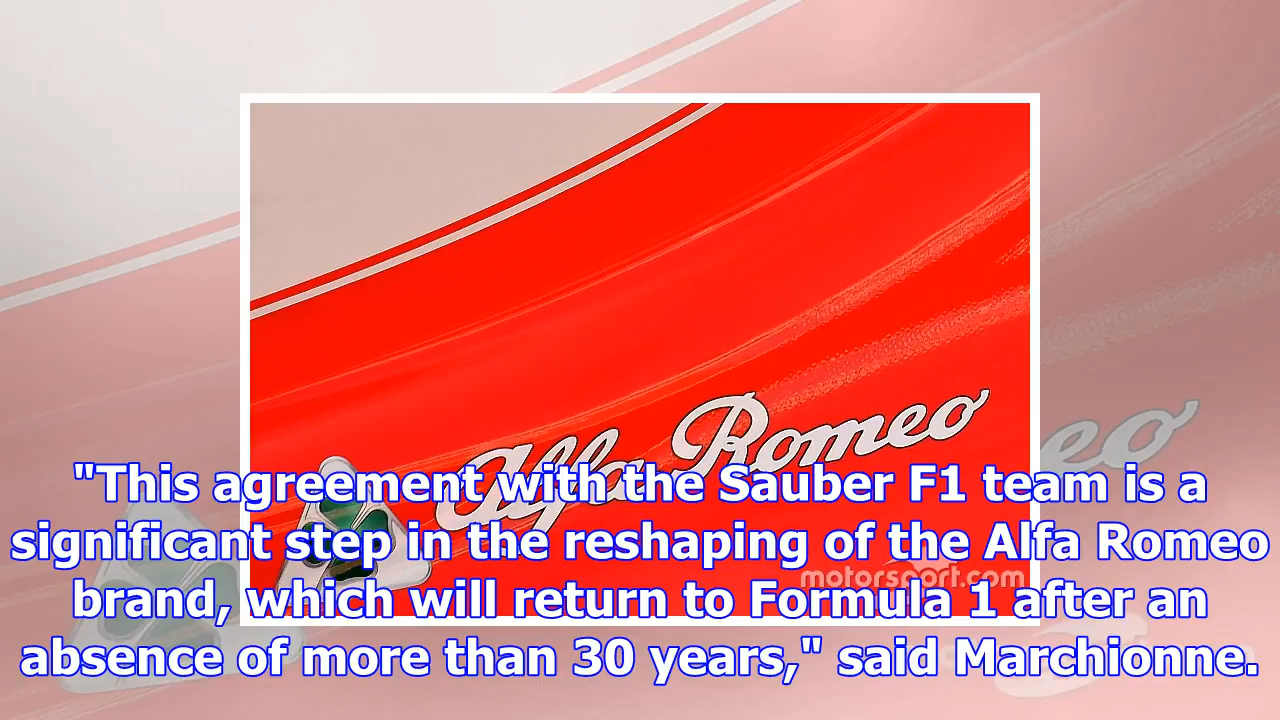 Alfa Romeo
eo
"This agreement with the Sauber F1 team is a
significant step in the reshaping of the Alfa Romeo
brand, which will return to Formula 1 after an
absence of more than 30 years," said Marchionne.
motorsport.com